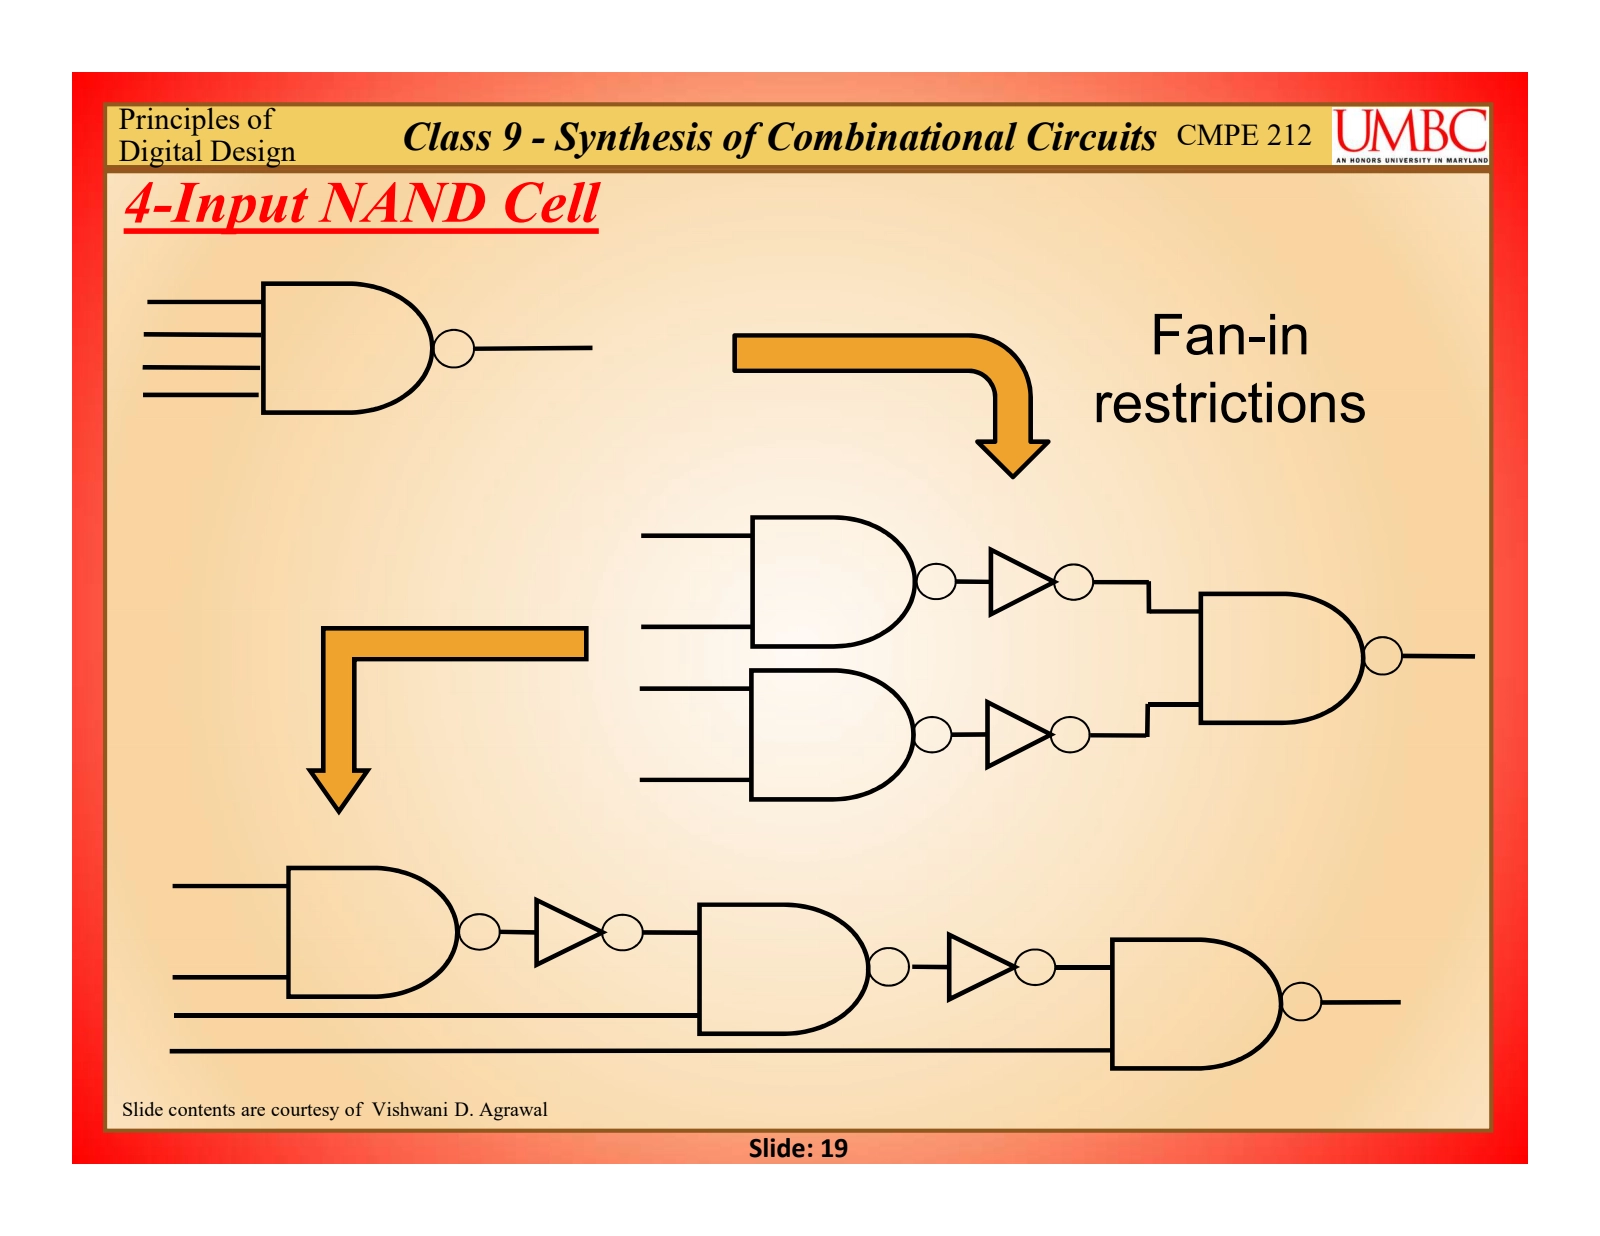 Principles of
Digital Design
Class 9 - Synthesis of Combinational Circuits
CMPE 212
UMBC
AN HONORS UNIVERSITY IN MARYLAND
4-Input NAND Cell
Fan-in
restrictions
Slide contents are courtesy of Vishwani D. Agrawal
Slide: 19